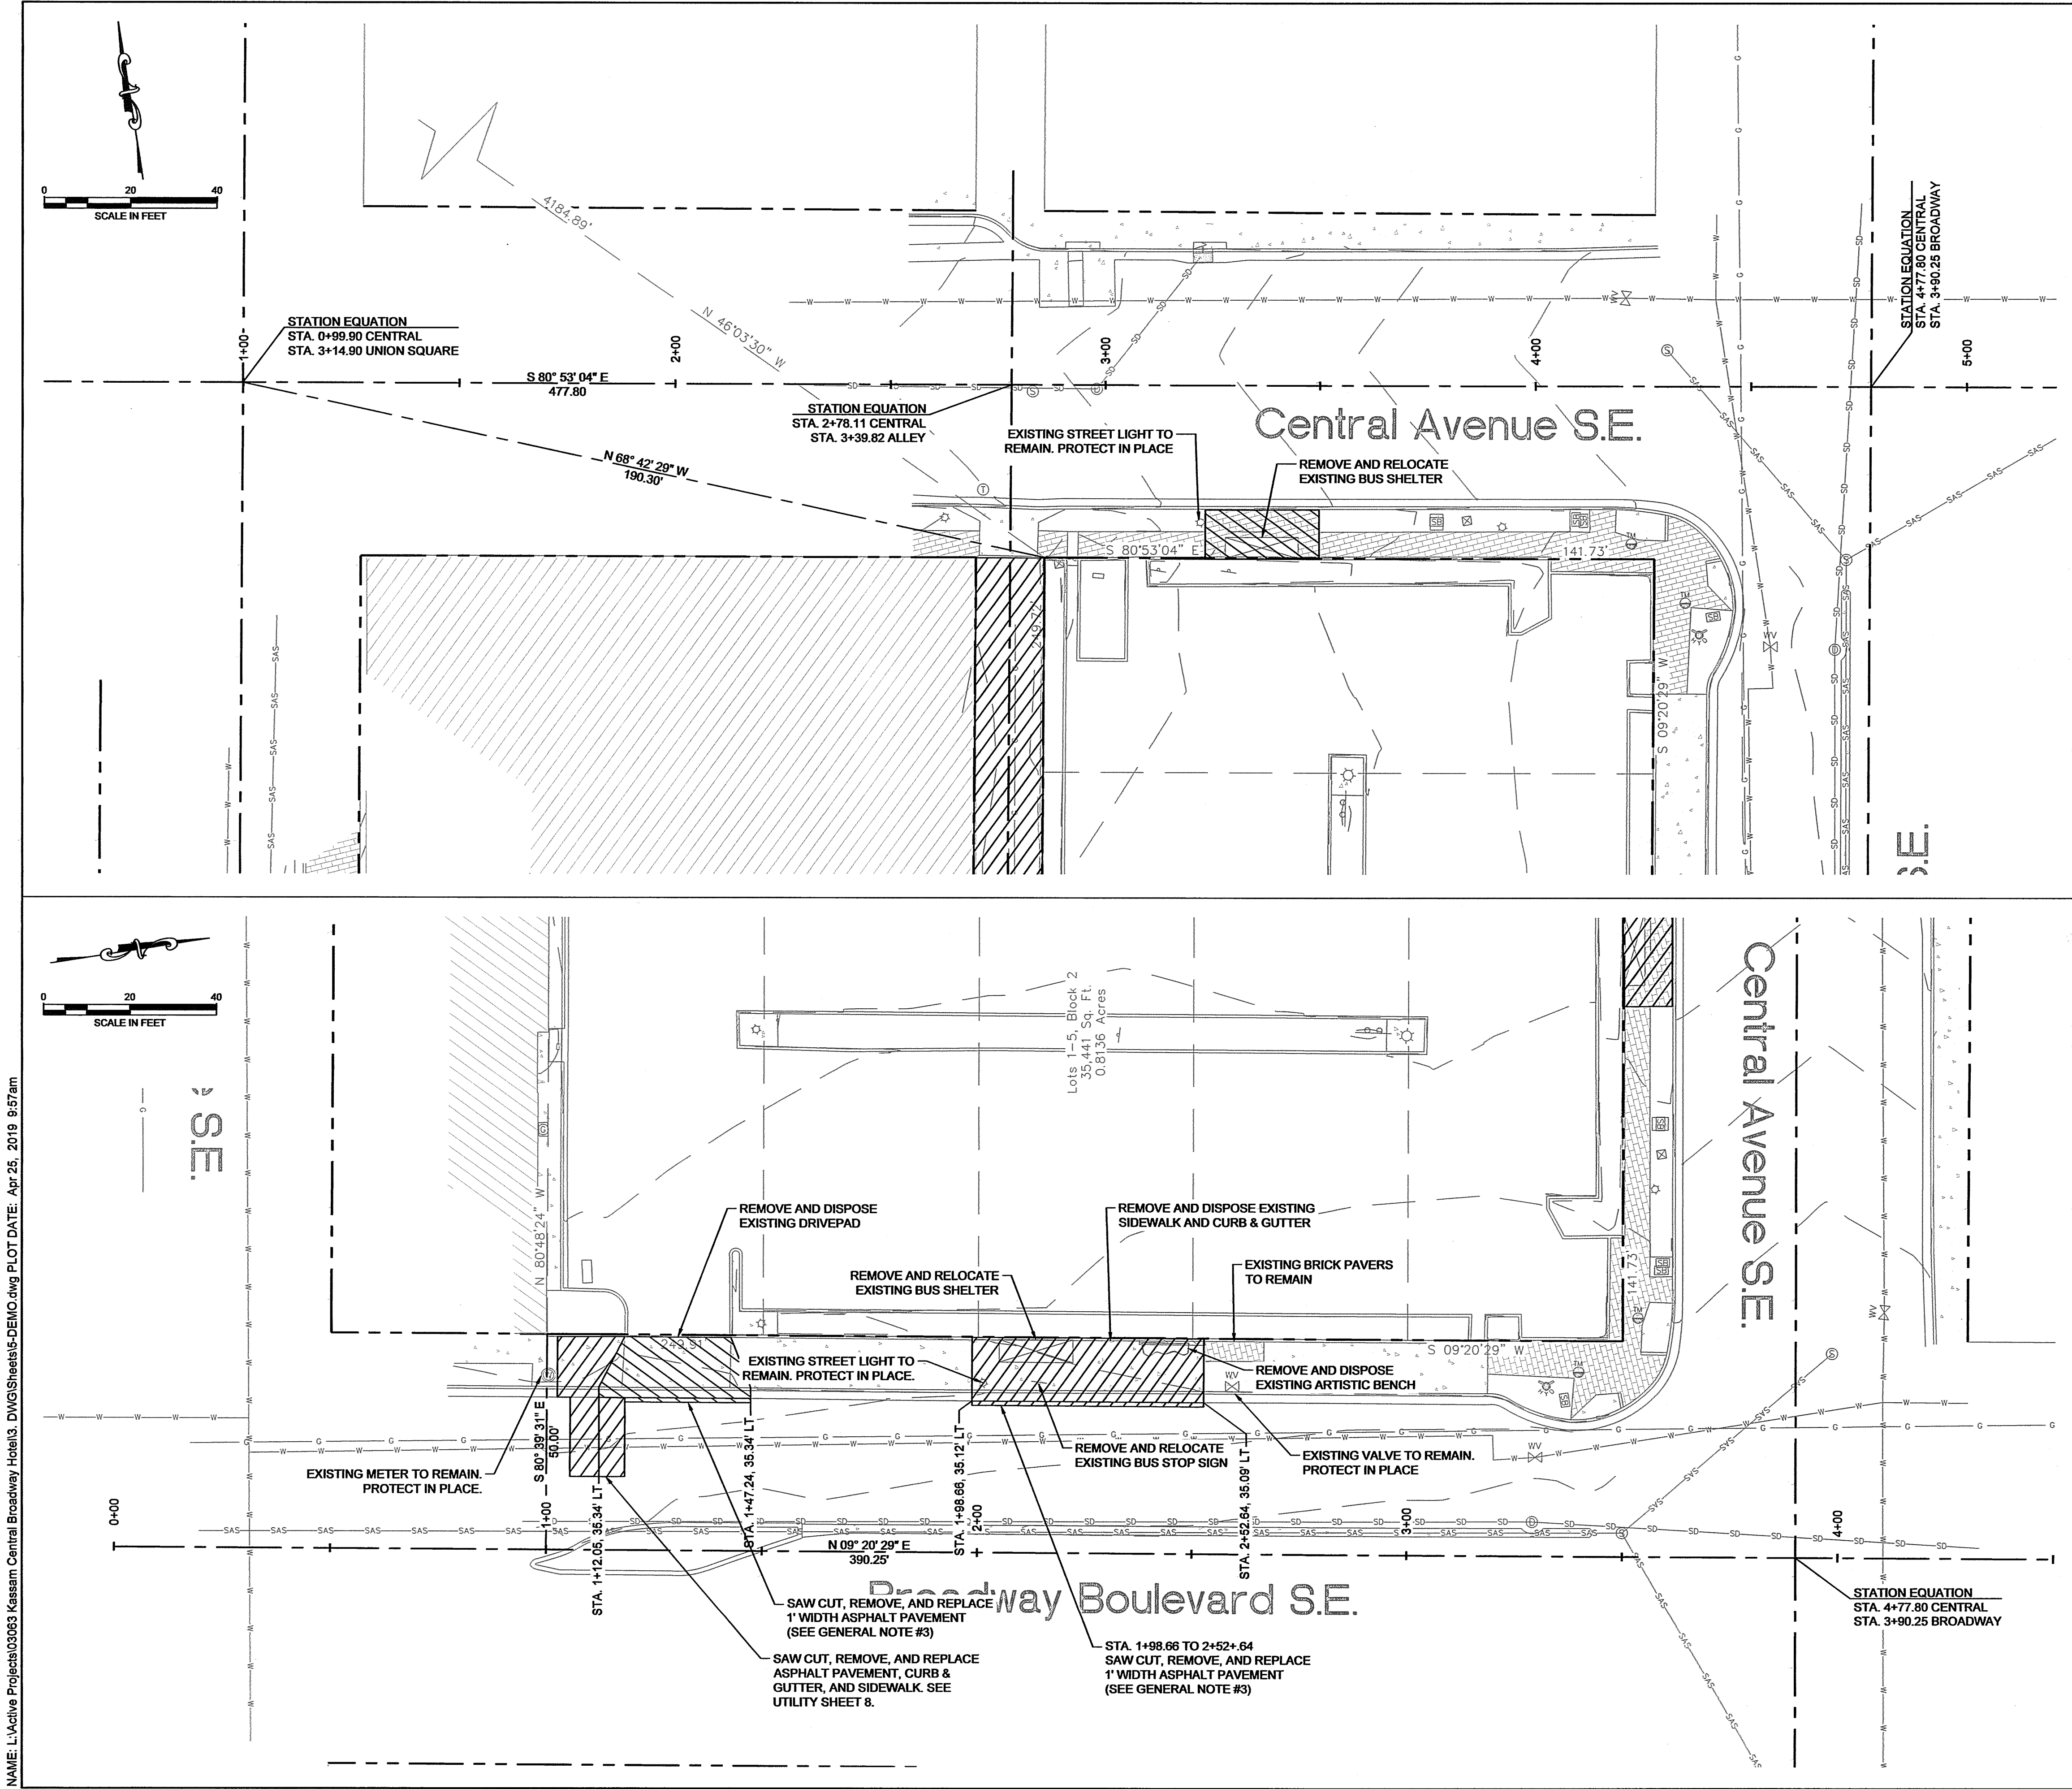 0 20 40
SCALE IN FEET
4184.89'
N 46°03'30" W
STATION EQUATION
STA. 0+99.90 CENTRAL
STA. 3+14.90 UNION SQUARE
1+00
2+00
3+00
4+00
5+00
S 80° 53' 04" E
477.80
STATION EQUATION
STA. 2+78.11 CENTRAL
STA. 3+39.82 ALLEY
N 68° 42' 29" W
190.30'
STATION EQUATION
STA. 4+77.80 CENTRAL
STA. 3+90.25 BROADWAY
Central Avenue S.E.
EXISTING STREET LIGHT TO
REMAIN. PROTECT IN PLACE
REMOVE AND RELOCATE
EXISTING BUS SHELTER
S 80°53'04" E
141.73'
S 09°20'29" W
S.E.
0 20 40
SCALE IN FEET
S.E.
Lots 1-5, Block 2
35,441 Sq. Ft.
0.8136 Acres
Central Avenue S.E.
N 80°48'24" W
REMOVE AND DISPOSE
EXISTING DRIVEPAD
REMOVE AND DISPOSE EXISTING
SIDEWALK AND CURB & GUTTER
REMOVE AND RELOCATE
EXISTING BUS SHELTER
EXISTING BRICK PAVERS
TO REMAIN
141.73'
249.91
EXISTING STREET LIGHT TO
REMAIN. PROTECT IN PLACE.
S 09°20'29" W
REMOVE AND DISPOSE
EXISTING ARTISTIC BENCH
WV
REMOVE AND RELOCATE
EXISTING BUS STOP SIGN
EXISTING VALVE TO REMAIN.
PROTECT IN PLACE
EXISTING METER TO REMAIN.
PROTECT IN PLACE.
S 80° 39' 31" E
50.00'
STA. 1+12.05, 35.34' LT
STA. 1+47.24, 35.34' LT
STA. 1+98.66, 35.12' LT
STA. 2+52.64, 35.09' LT
0+00
1+00
2+00
3+00
4+00
N 09° 20' 29" E
390.25'
Broadway Boulevard S.E.
SAW CUT, REMOVE, AND REPLACE
1' WIDTH ASPHALT PAVEMENT
(SEE GENERAL NOTE #3)
SAW CUT, REMOVE, AND REPLACE
ASPHALT PAVEMENT, CURB &
GUTTER, AND SIDEWALK. SEE
UTILITY SHEET 8.
STA. 1+98.66 TO 2+52+.64
SAW CUT, REMOVE, AND REPLACE
1' WIDTH ASPHALT PAVEMENT
(SEE GENERAL NOTE #3)
STATION EQUATION
STA. 4+77.80 CENTRAL
STA. 3+90.25 BROADWAY
NAME: L:\Active Projects\03063 Kassam Central Broadway Hotel\3. DWG\Sheets\5-DEMO.dwg PLOT DATE: Apr 25, 2019 9:57am